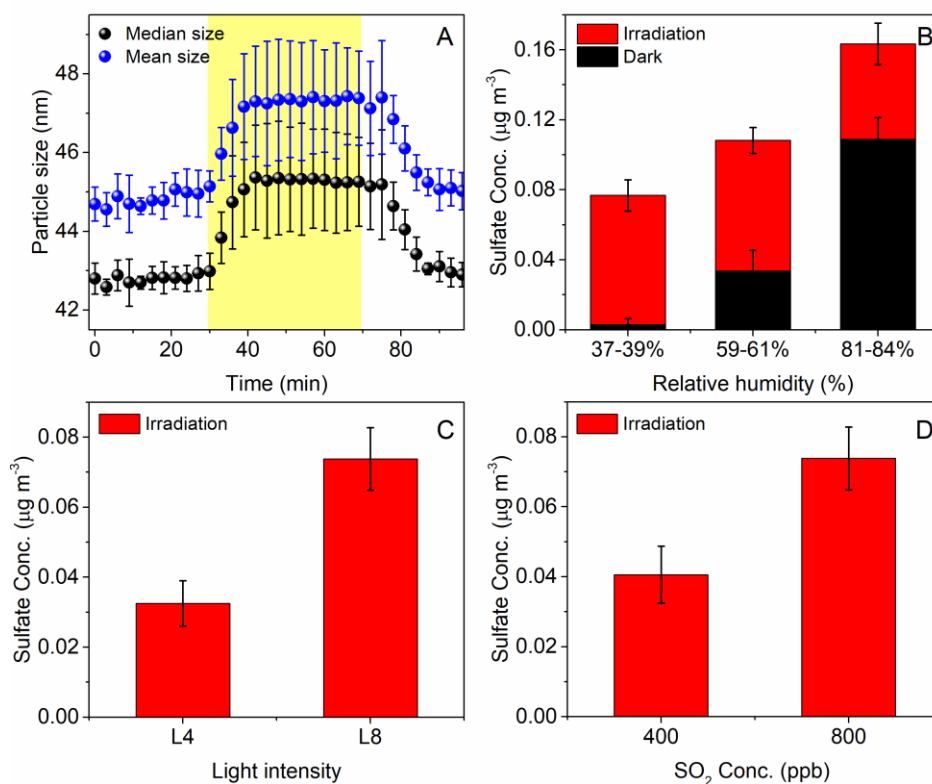 Median size
Mean size
A
48
46
44
42
Particle size (nm)
0
20
40
60
80
Time (min)
Irradiation
Dark
B
0.16
0.12
0.08
0.04
0.00
Sulfate Conc. (µg m⁻³)
37-39%
59-61%
81-84%
Relative humidity (%)
Irradiation
C
0.08
0.06
0.04
0.02
0.00
Sulfate Conc. (µg m⁻³)
L4
L8
Light intensity
Irradiation
D
0.08
0.06
0.04
0.02
0.00
Sulfate Conc. (µg m⁻³)
400
800
SO₂ Conc. (ppb)